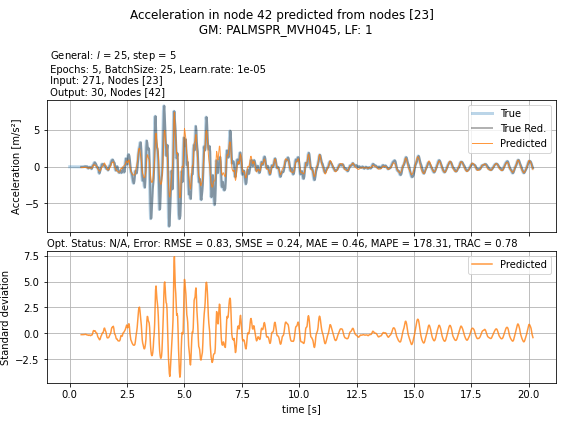 Acceleration in node 42 predicted from nodes [23]
GM: PALMSPR_MVH045, LF: 1
General: l = 25, step = 5
Epochs: 5, BatchSize: 25, Learn.rate: 1e-05
Input: 271, Nodes [23]
Output: 30, Nodes [42]
Acceleration [m/s²]
5
0
−5
True
True Red.
Predicted
Opt. Status: N/A, Error: RMSE = 0.83, SMSE = 0.24, MAE = 0.46, MAPE = 178.31, TRAC = 0.78
Standard deviation
7.5
5.0
2.5
0.0
−2.5
Predicted
0.0 2.5 5.0 7.5 10.0 12.5 15.0 17.5 20.0
time [s]